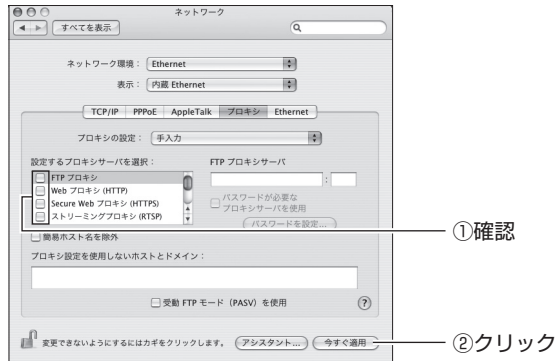 ネットワーク
すべてを表示
ネットワーク環境： Ethernet
表示： 内蔵 Ethernet
TCP/IP PPPoE AppleTalk プロキシ Ethernet
プロキシの設定： 手入力
設定するプロキシサーバを選択： FTP プロキシサーバ
FTP プロキシ
Web プロキシ (HTTP)
Secure Web プロキシ (HTTPS)
ストリーミングプロキシ (RTSP)
:
パスワードが必要な
プロキシサーバを使用
パスワードを設定...
簡易ホスト名を除外
①確認
プロキシ設定を使用しないホストとドメイン：
受動 FTP モード（PASV）を使用
?
変更できないようにするにはカギをクリックします。 アシスタント... 今すぐ適用
②クリック